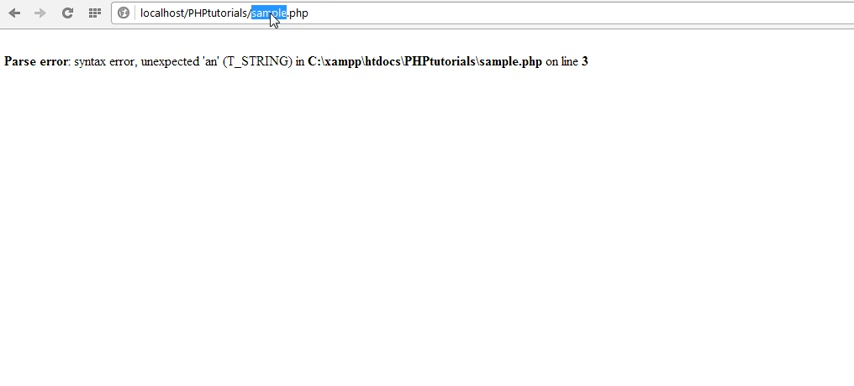 localhost/PHPtutorials/sample.php
Parse error: syntax error, unexpected 'an' (T_STRING) in C:\xampp\htdocs\PHPtutorials\sample.php on line 3